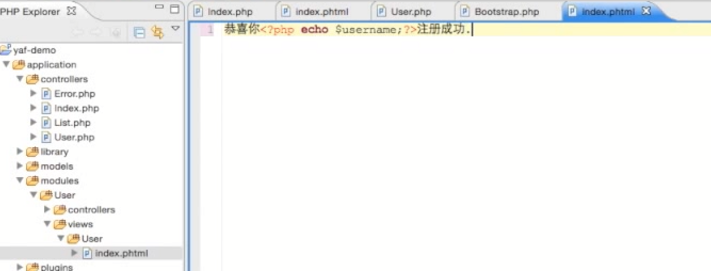 PHP Explorer
Index.php
index.phtml
User.php
Bootstrap.php
index.phtml
1 恭喜你<?php echo $username;?>注册成功.
yaf-demo
application
controllers
Error.php
Index.php
List.php
User.php
library
models
modules
User
controllers
views
User
index.phtml
plugins